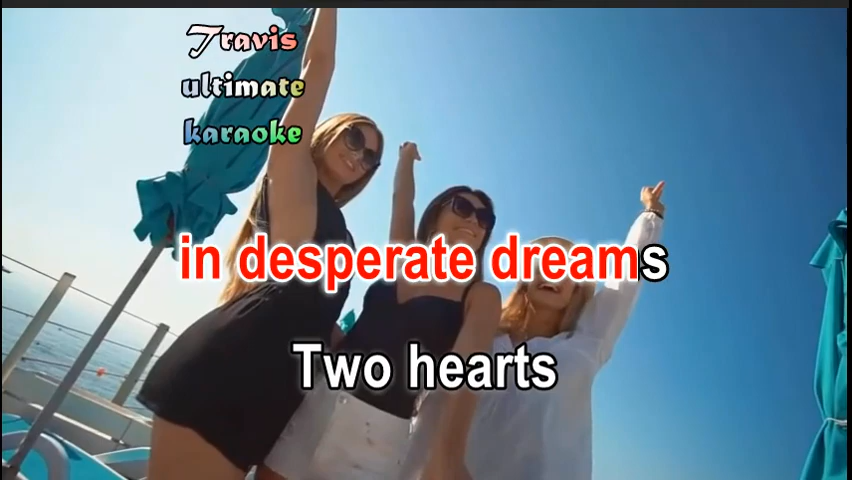 Travis
ultimate
karaoke
in desperate dreams
Two hearts